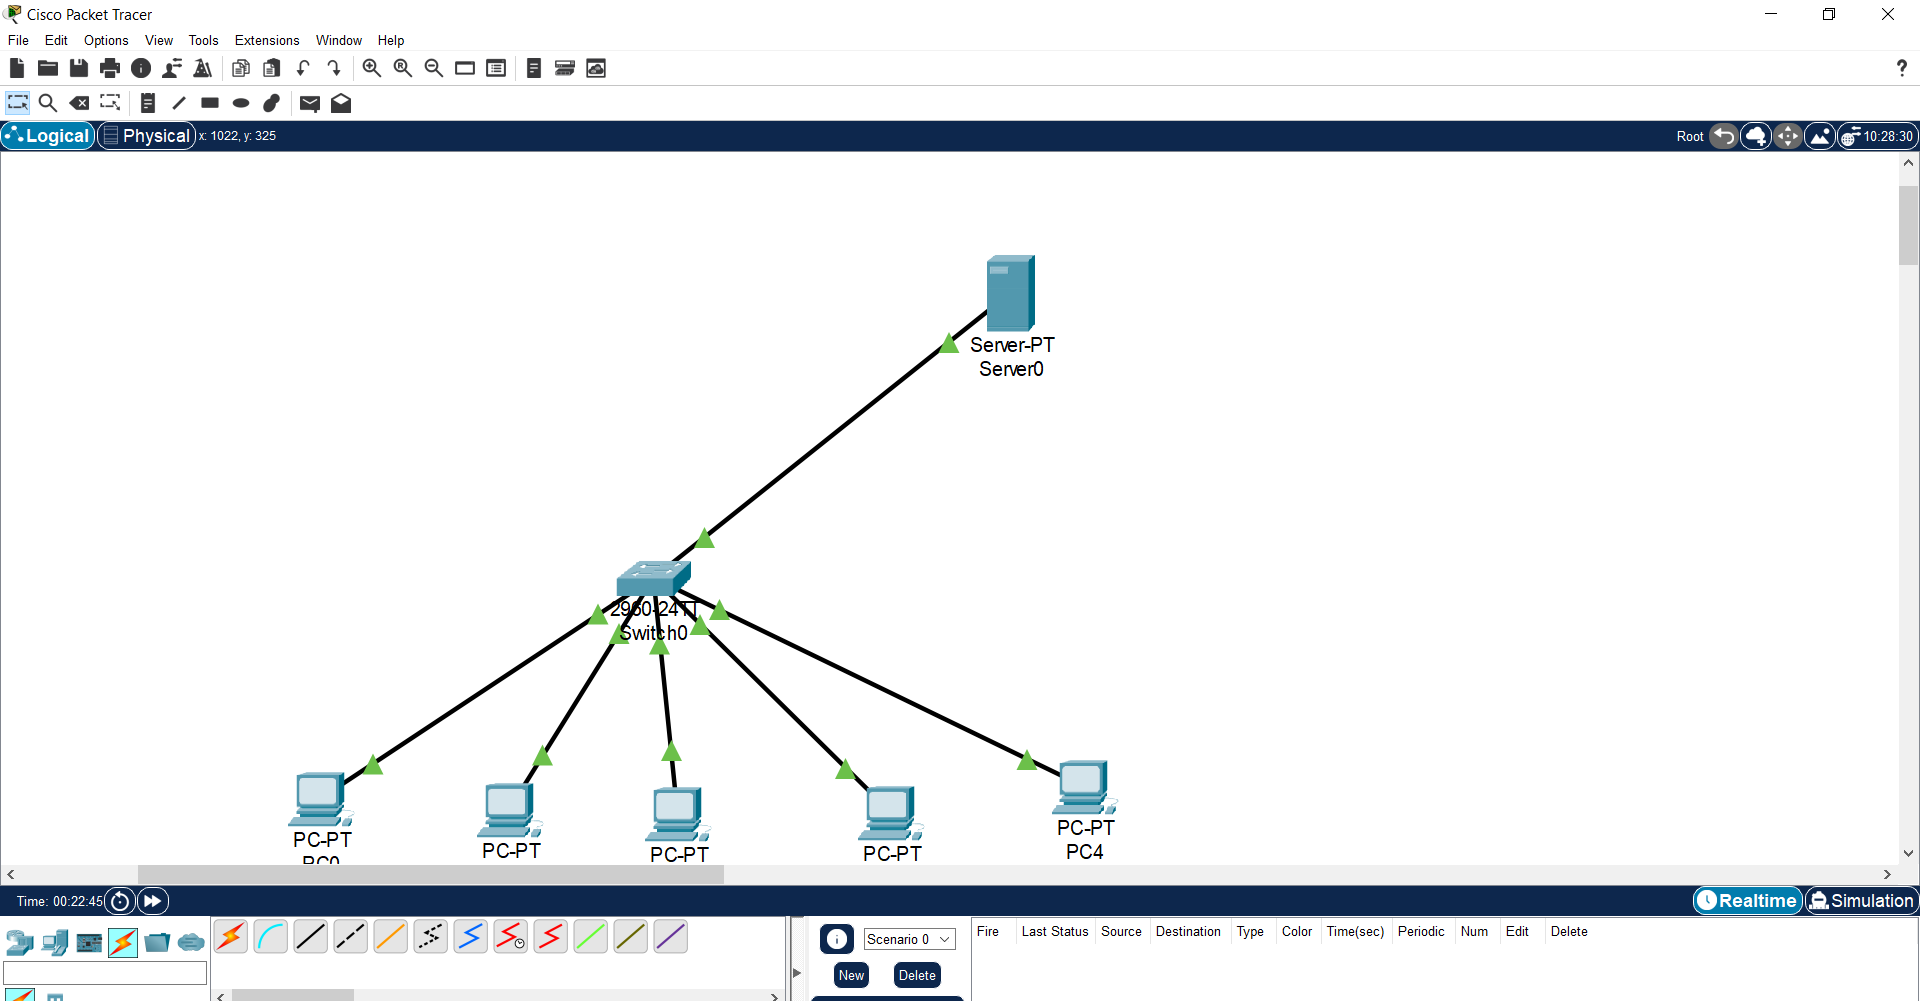 Cisco Packet Tracer
File Edit Options View Tools Extensions Window Help
Logical Physical x: 1022, y: 325 Root 10:28:30
Server-PT
Server0
2960-24TT
Switch0
PC-PT
PC0
PC-PT
PC-PT
PC-PT
PC-PT
PC4
Time: 00:22:45 Realtime Simulation
Scenario 0
New Delete
Fire Last Status Source Destination Type Color Time(sec) Periodic Num Edit Delete